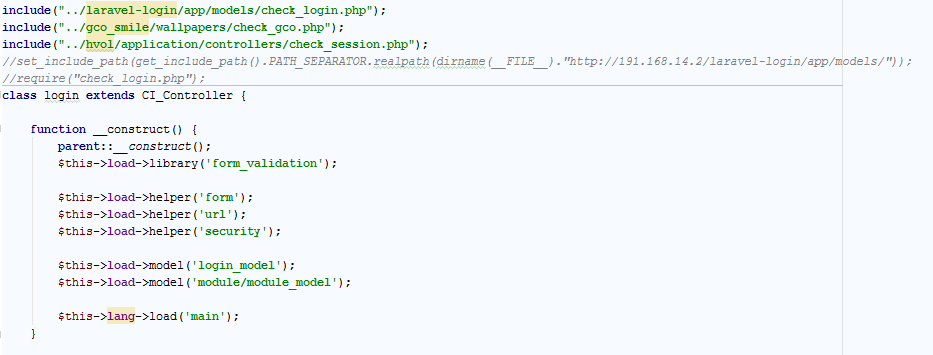 include("../laravel-login/app/models/check_login.php");
include("../gco_smile/wallpapers/check_gco.php");
include("../hvol/application/controllers/check_session.php");
//set_include_path(get_include_path().PATH_SEPARATOR.realpath(dirname(__FILE__)."http://191.168.14.2/laravel-login/app/models/"));
//require("check_login.php");
class login extends CI_Controller {
function __construct() {
parent::__construct();
$this->load->library('form_validation');
$this->load->helper('form');
$this->load->helper('url');
$this->load->helper('security');
$this->load->model('login_model');
$this->load->model('module/module_model');
$this->lang->load('main');
}